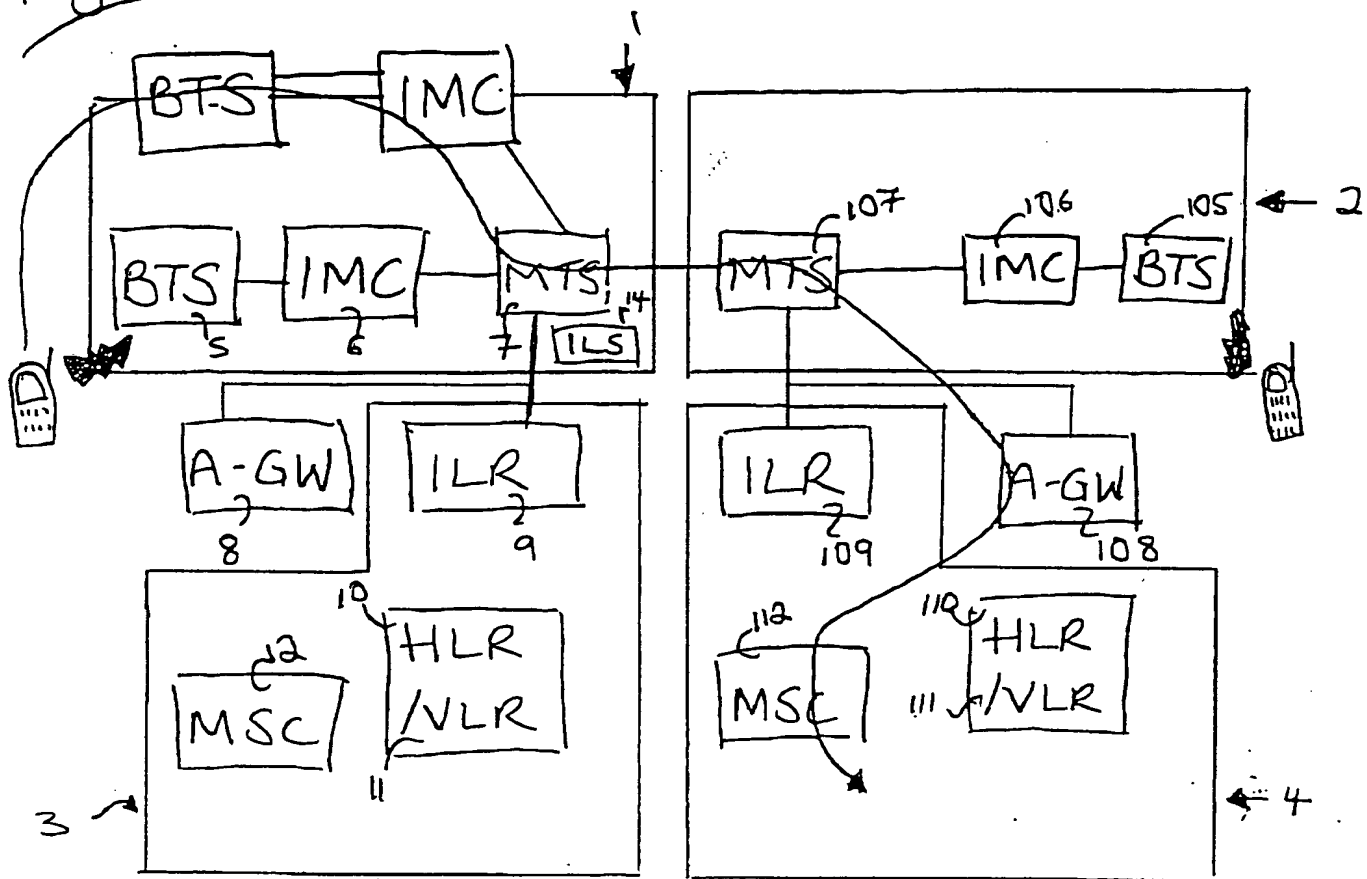 1
BTS IMC
107 106 105 2
BTS IMC MTS MTS IMC BTS
5 6 7 14
ILS
A-GW ILR ILR A-GW
8 9 109 108
10 112 110
12 HLR HLR
MSC /VLR MSC 111 /VLR
11
3 4